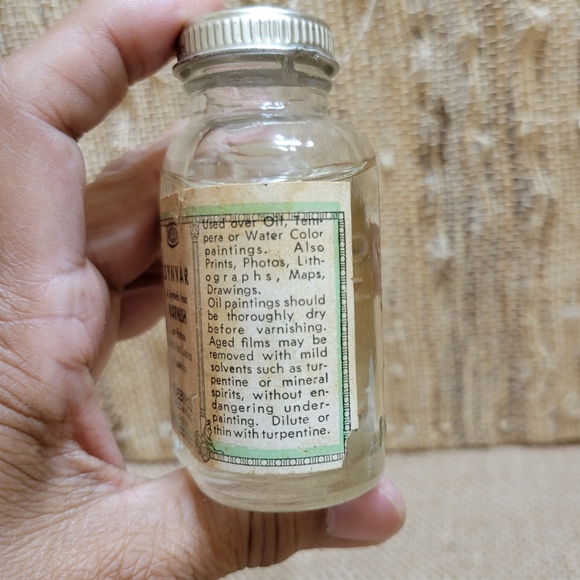 SYNVAR
VARNISH
Used over Oil, Tem-
pera or Water Color
paintings. Also
Prints, Photos, Lith-
ographs, Maps,
Drawings.
Oil paintings should
be thoroughly dry
before varnishing.
Aged films may be
removed with mild
solvents such as tur-
pentine or mineral
spirits, without en-
dangering under-
painting. Dilute or
thin with turpentine.